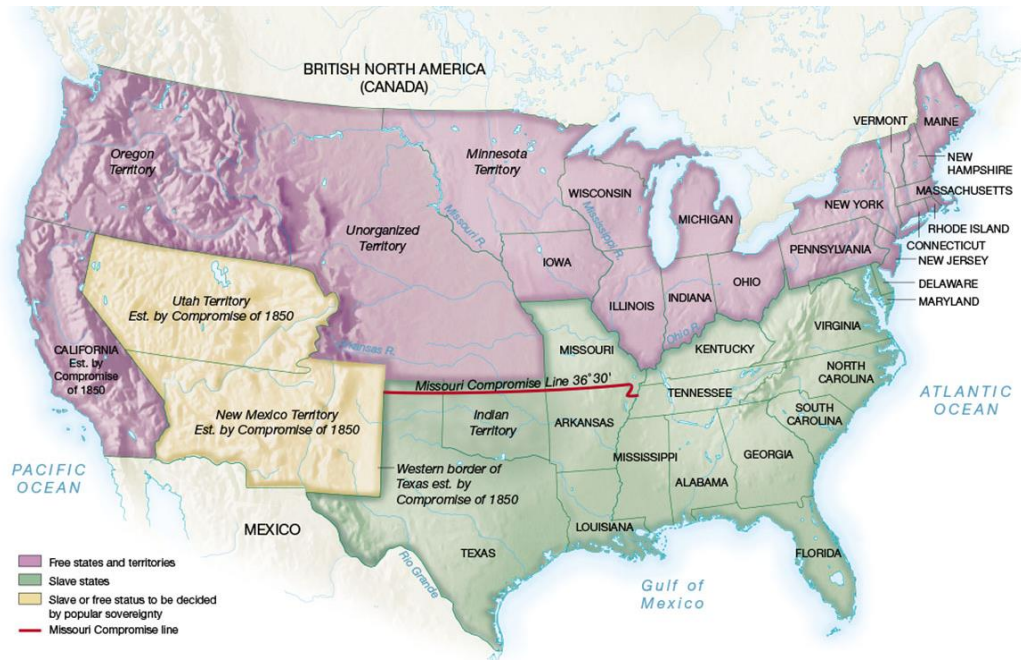 BRITISH NORTH AMERICA
(CANADA)
VERMONT
MAINE
Oregon
Territory
Minnesota
Territory
NEW
HAMPSHIRE
MASSACHUSETTS
WISCONSIN
NEW YORK
MICHIGAN
Missouri R.
Mississippi R.
RHODE ISLAND
Unorganized
Territory
CONNECTICUT
PENNSYLVANIA
NEW JERSEY
IOWA
OHIO
DELAWARE
INDIANA
ILLINOIS
MARYLAND
Utah Territory
Est. by Compromise of 1850
VIRGINIA
Ohio R.
Arkansas R.
CALIFORNIA
Est. by
Compromise
of 1850
MISSOURI
KENTUCKY
NORTH
CAROLINA
Missouri Compromise Line 36°30'
TENNESSEE
ATLANTIC
OCEAN
New Mexico Territory
Est. by Compromise of 1850
Indian
Territory
ARKANSAS
SOUTH
CAROLINA
MISSISSIPPI
GEORGIA
PACIFIC
OCEAN
Western border of
Texas est. by
Compromise of 1850
ALABAMA
MEXICO
LOUISIANA
TEXAS
FLORIDA
Rio Grande
Gulf of
Mexico
Free states and territories
Slave states
Slave or free status to be decided
by popular sovereignty
Missouri Compromise line